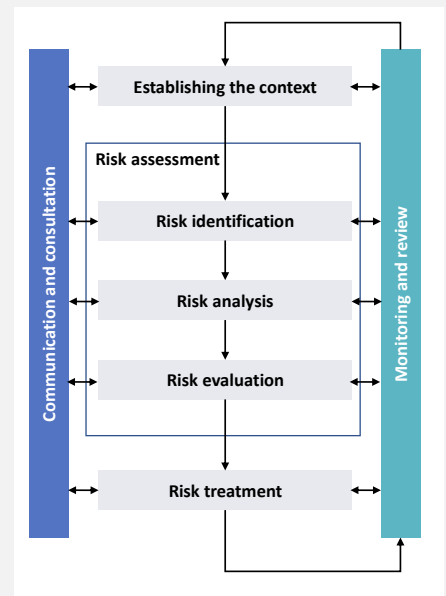 Establishing the context
Risk assessment
Risk identification
Risk analysis
Risk evaluation
Risk treatment
Communication and consultation
Monitoring and review